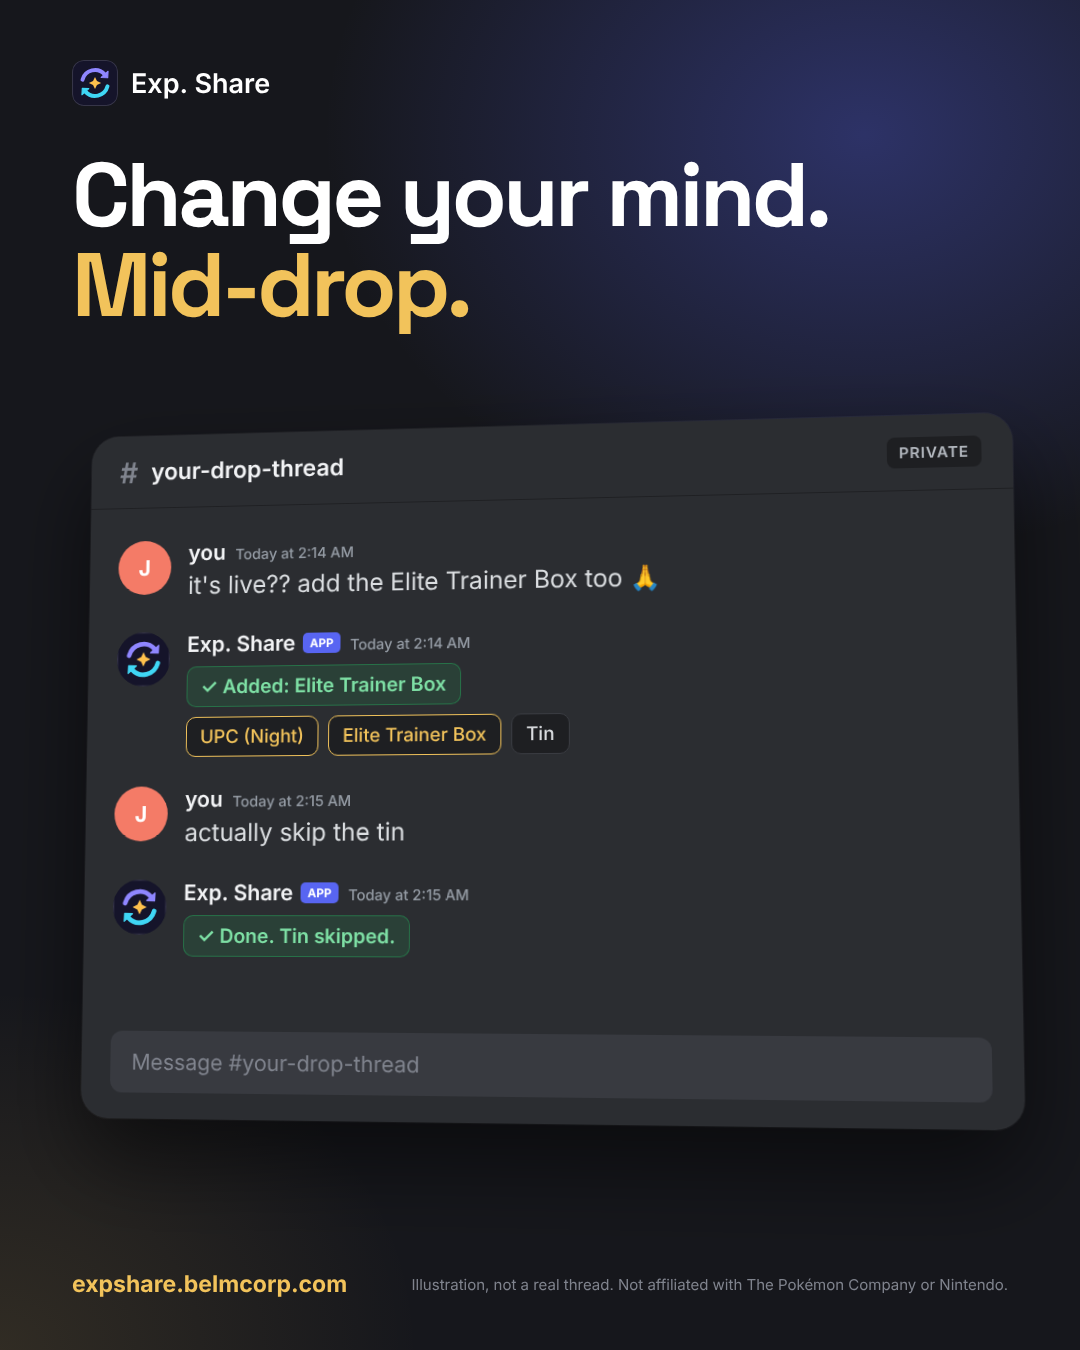 Exp. Share
Change your mind.
Mid-drop.
# your-drop-thread
PRIVATE
J
you Today at 2:14 AM
it's live?? add the Elite Trainer Box too 🙏
Exp. Share APP Today at 2:14 AM
✓ Added: Elite Trainer Box
UPC (Night) Elite Trainer Box Tin
J
you Today at 2:15 AM
actually skip the tin
Exp. Share APP Today at 2:15 AM
✓ Done. Tin skipped.
Message #your-drop-thread
expshare.belmcorp.com
Illustration, not a real thread. Not affiliated with The Pokémon Company or Nintendo.